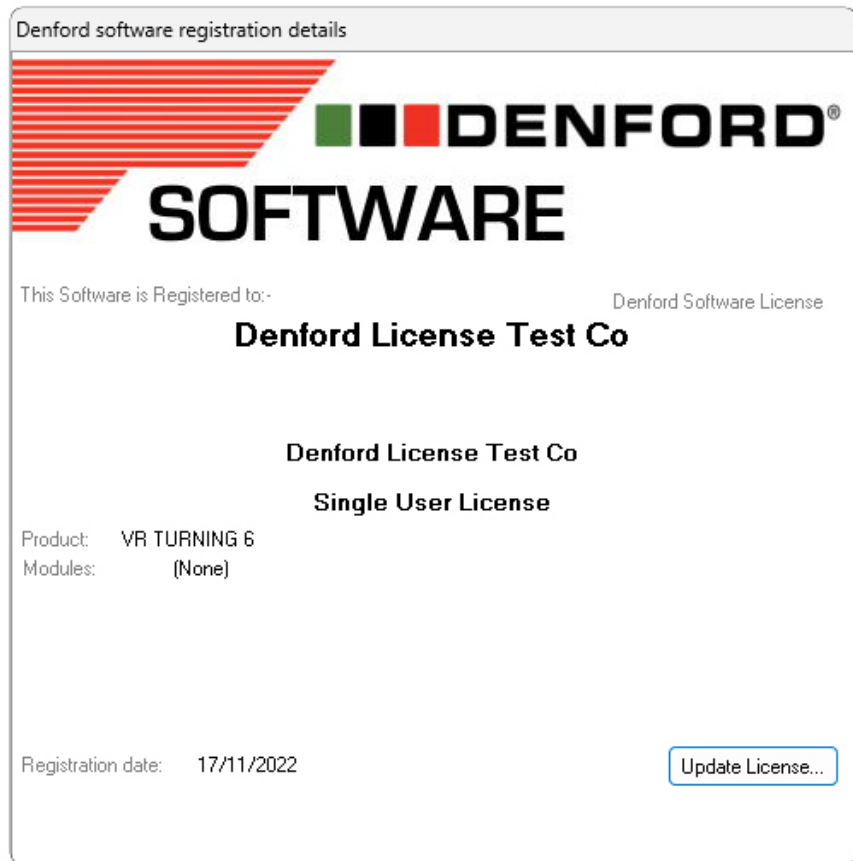 Denford software registration details
DENFORD®
SOFTWARE
This Software is Registered to:-
Denford Software License
Denford License Test Co
Denford License Test Co
Single User License
Product: VR TURNING 6
Modules: (None)
Registration date: 17/11/2022
Update License...